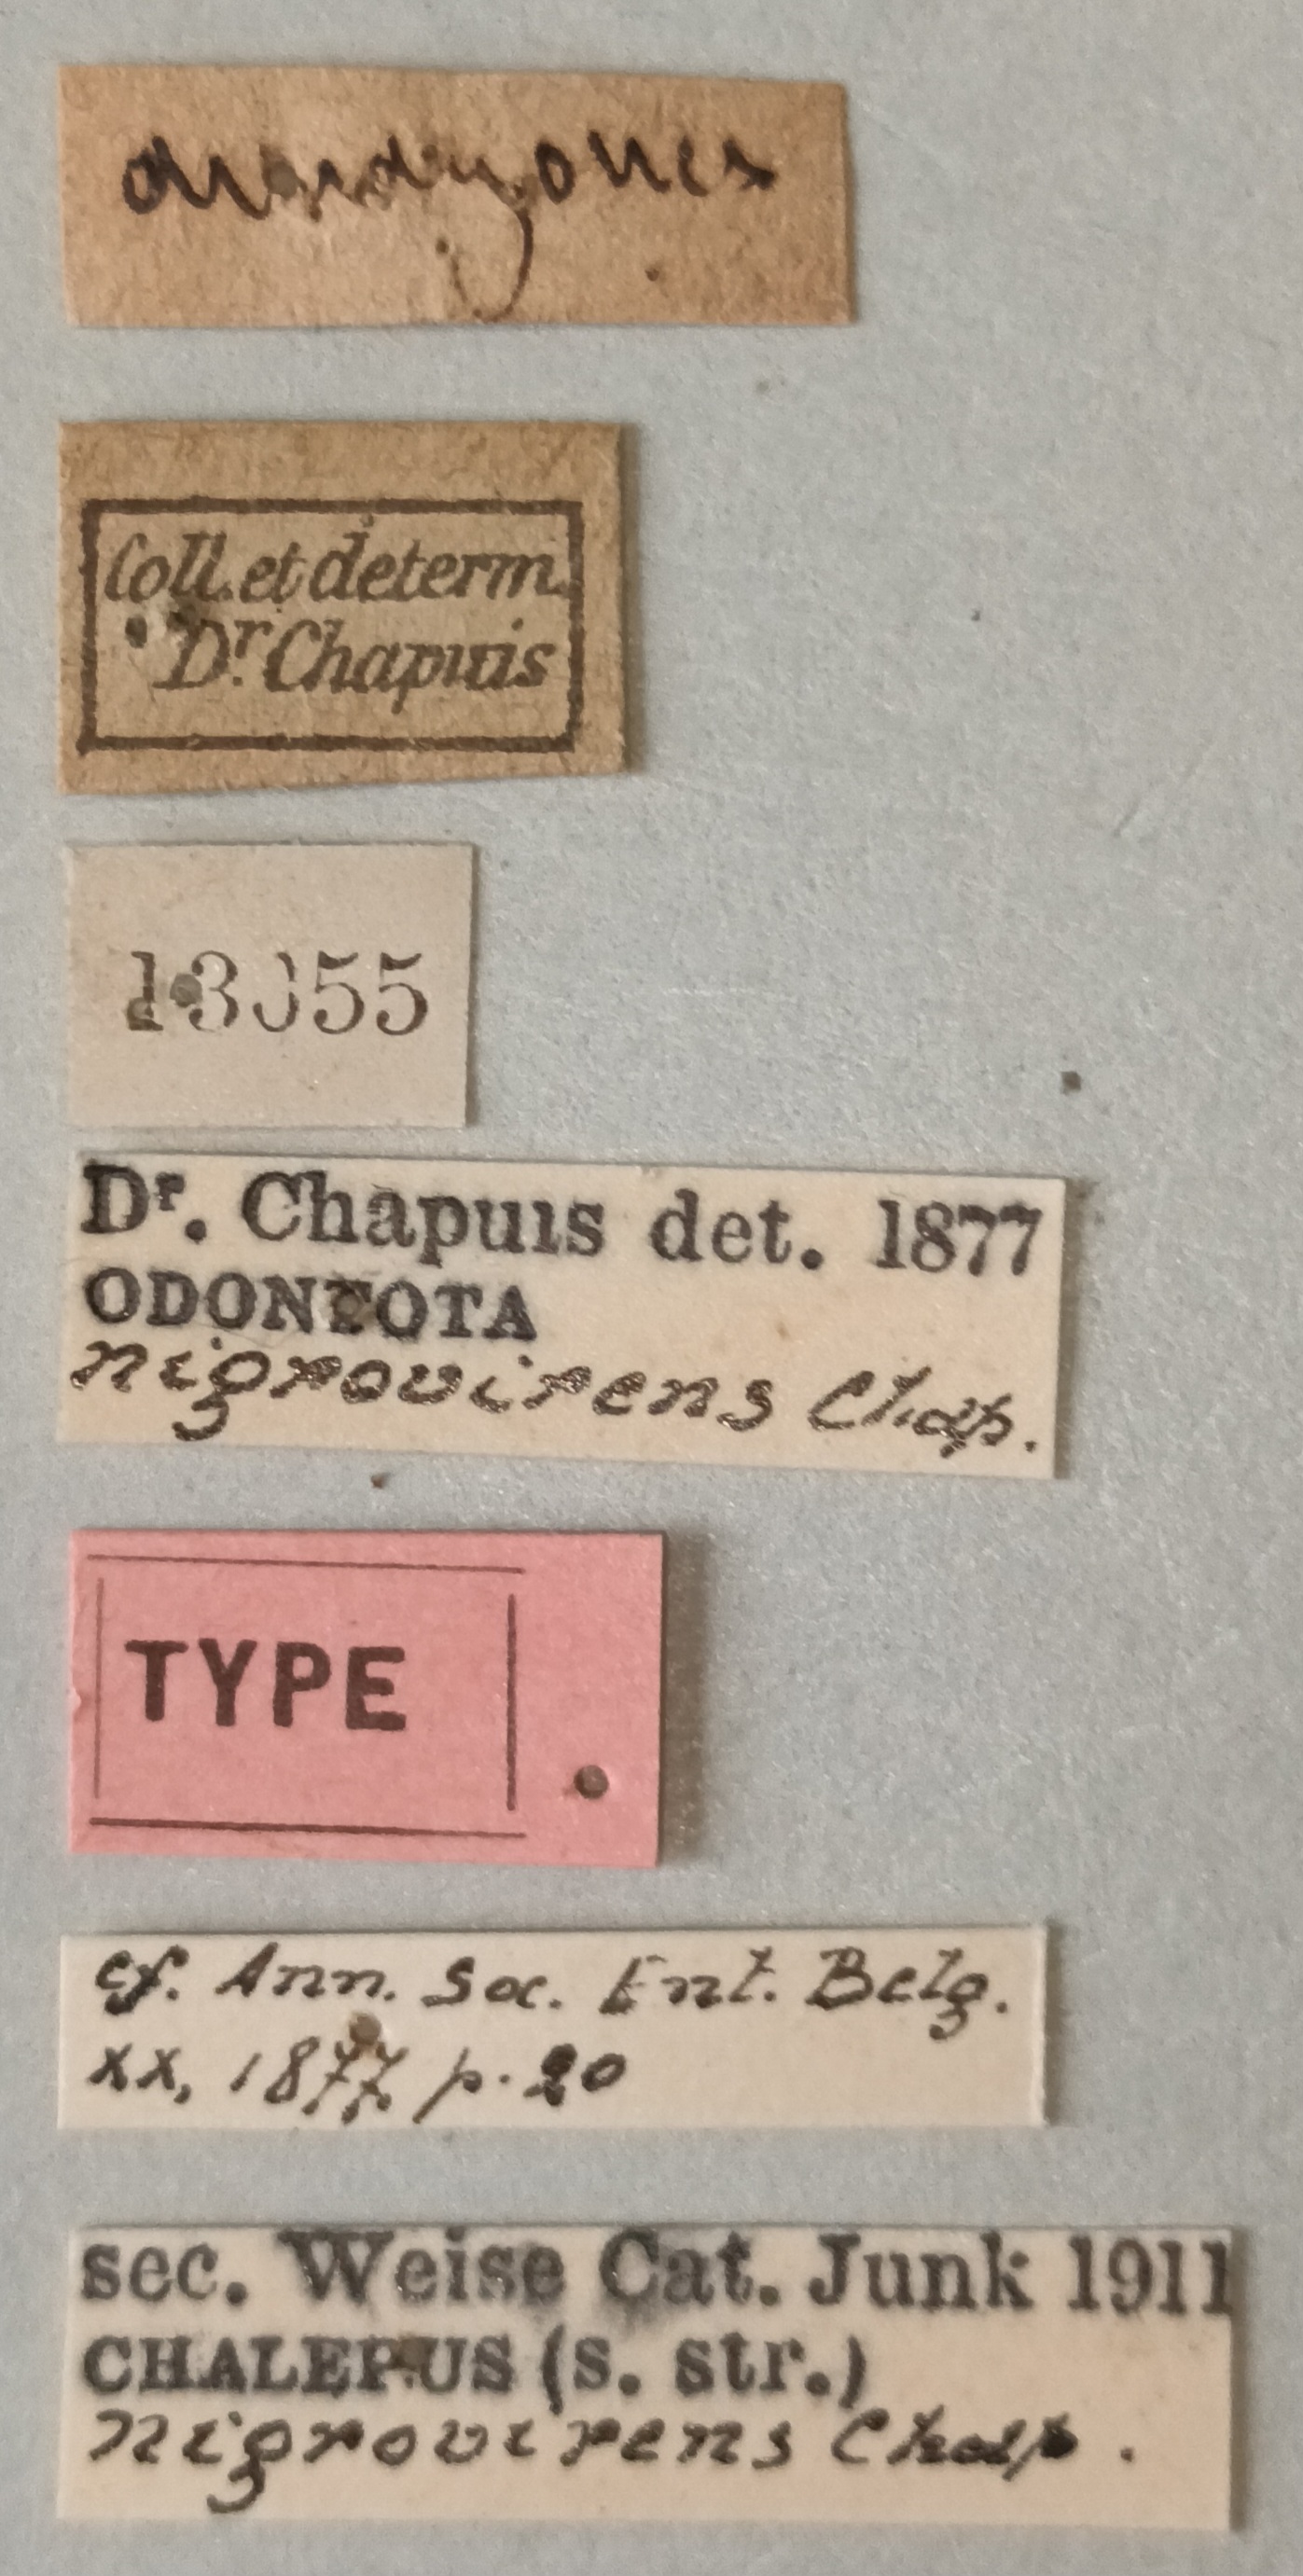 Coll. et determ.
Dr. Chapuis
13055
Dr. Chapuis det. 1877
ODONTOTA
nigrovirens Chap.
TYPE
cf. Ann. Soc. Ent. Belg.
XX, 1877 p. 20
sec. Weise Cat. Junk 1911
CHALEPUS (s. str.)
nigrovirens Chap.